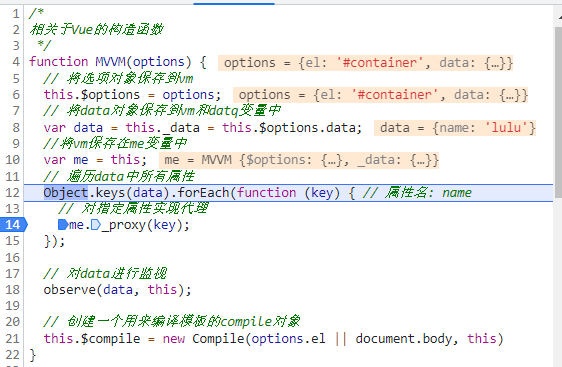 1 /*
2 相关于Vue的构造函数
3 */
4 function MVVM(options) { options = {el: '#container', data: {…}}
5 // 将选项对象保存到vm
6 this.$options = options; options = {el: '#container', data: {…}}
7 // 将data对象保存到vm和datq变量中
8 var data = this._data = this.$options.data; data = {name: 'lulu'}
9 //将vm保存在me变量中
10 var me = this; me = MVVM {$options: {…}, _data: {…}}
11 // 遍历data中所有属性
12 Object.keys(data).forEach(function (key) { // 属性名: name
13 // 对指定属性实现代理
14 me._proxy(key);
15 });
16
17 // 对data进行监视
18 observe(data, this);
19
20 // 创建一个用来编译模板的compile对象
21 this.$compile = new Compile(options.el || document.body, this)
22 }